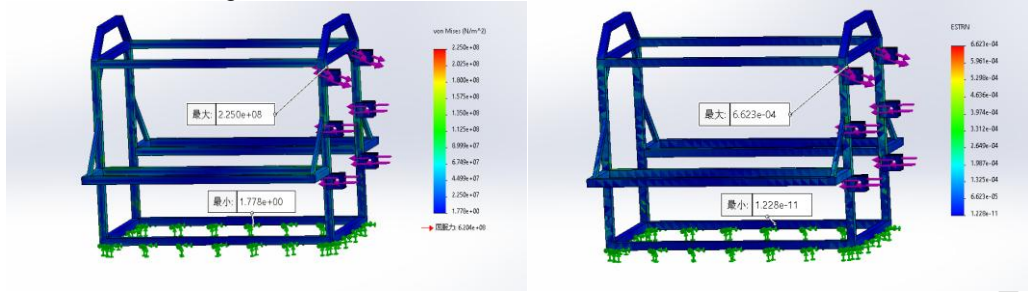 von Mises (N/m^2)
2.250e+08
2.025e+08
1.800e+08
1.575e+08
1.350e+08
1.125e+08
8.999e+07
6.749e+07
4.499e+07
2.250e+07
1.778e+00
屈服力: 6.204e+08
最大: 2.250e+08
最小: 1.778e+00
ESTRN
6.623e-04
5.961e-04
5.298e-04
4.636e-04
3.974e-04
3.312e-04
2.649e-04
1.987e-04
1.325e-04
6.623e-05
1.228e-11
最大: 6.623e-04
最小: 1.228e-11